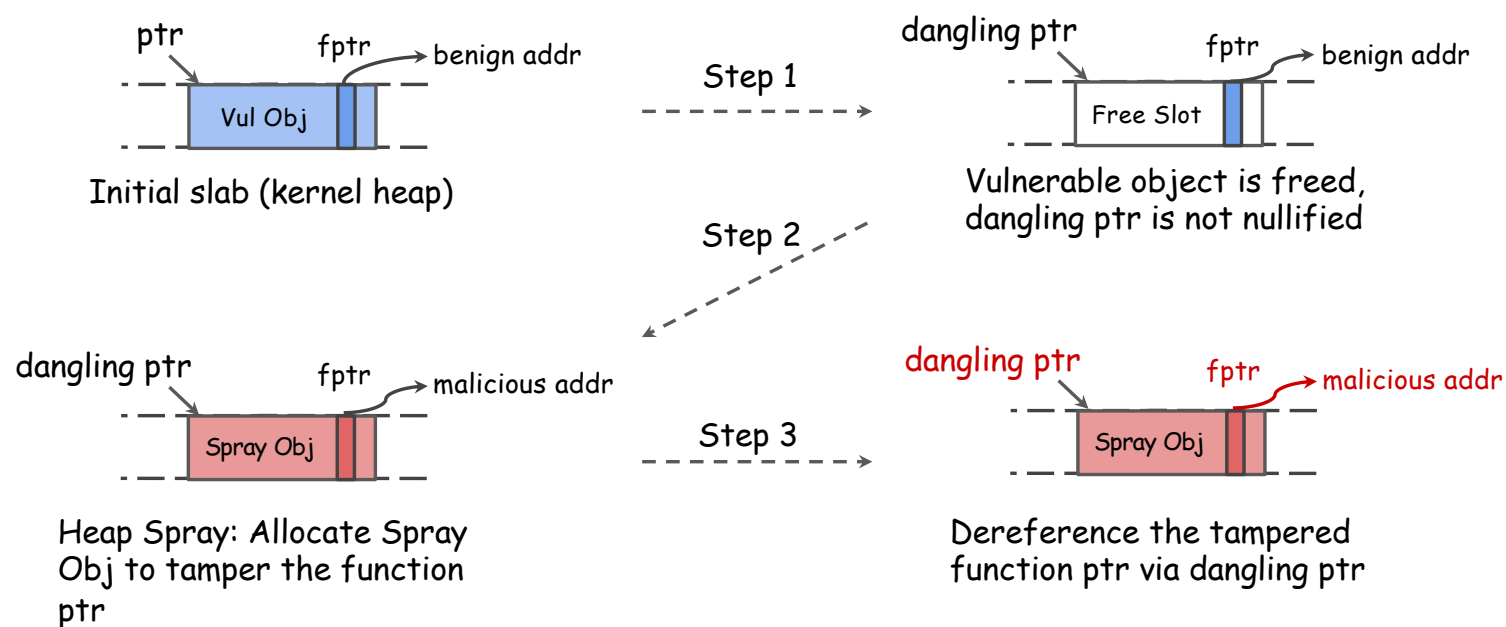 ptr
fptr
benign addr
Vul Obj
Initial slab (kernel heap)
Step 1
dangling ptr
fptr
benign addr
Free Slot
Vulnerable object is freed,
dangling ptr is not nullified
Step 2
dangling ptr
fptr
malicious addr
Spray Obj
Heap Spray: Allocate Spray
Obj to tamper the function
ptr
Step 3
dangling ptr
fptr
malicious addr
Spray Obj
Dereference the tampered
function ptr via dangling ptr